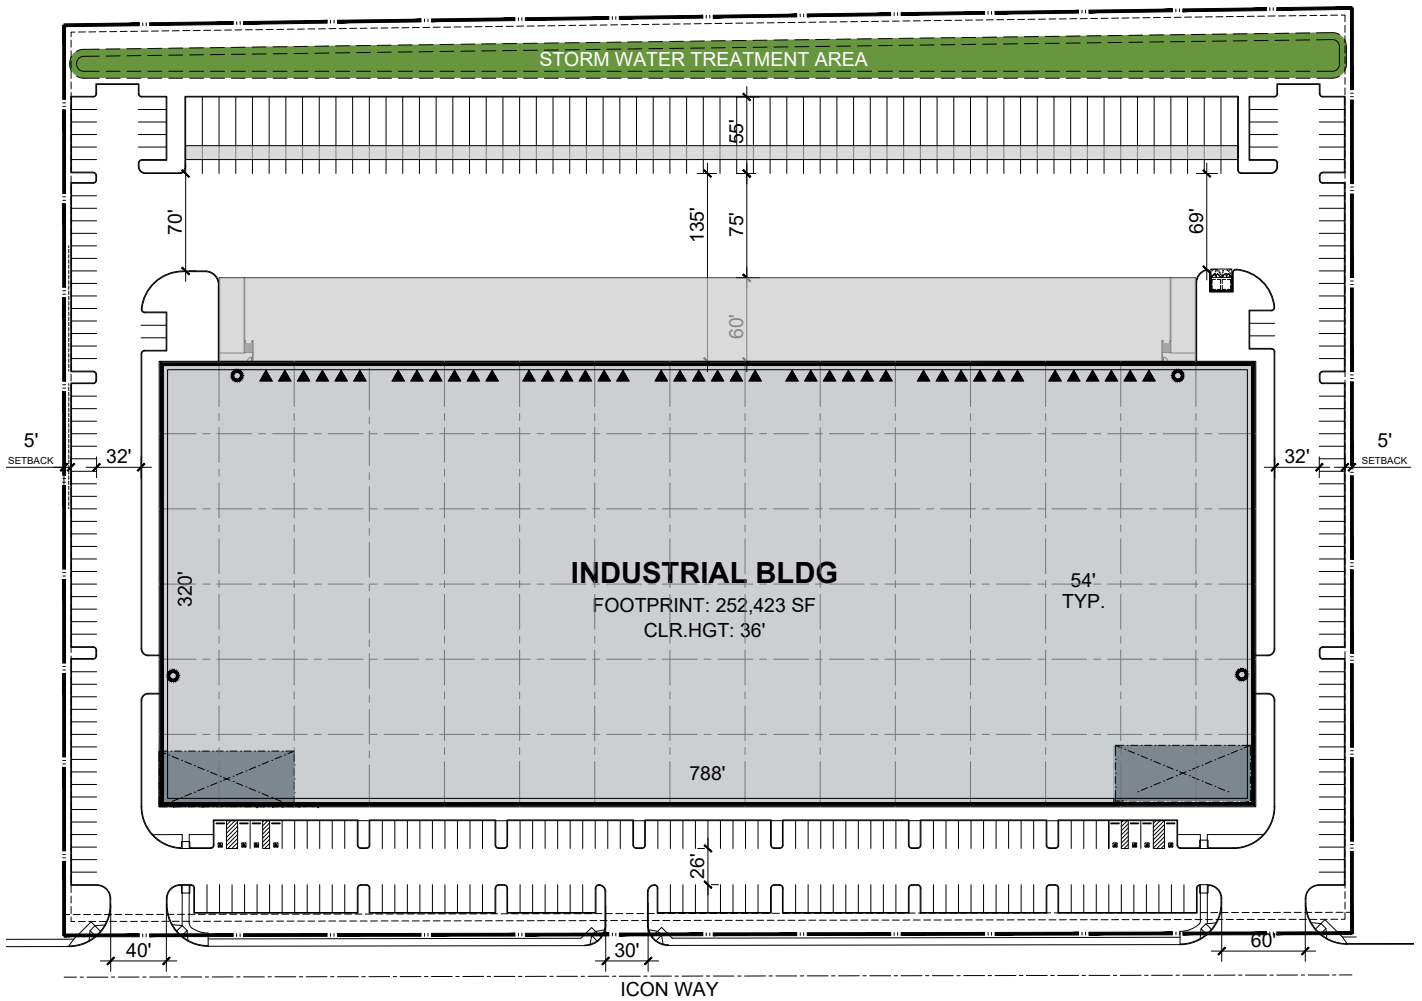 STORM WATER TREATMENT AREA
55'
70'
135'
75'
69'
60'
5'
SETBACK
32'
32'
5'
SETBACK
320'
INDUSTRIAL BLDG
FOOTPRINT: 252,423 SF
CLR.HGT: 36'
54'
TYP.
788'
26'
40'
30'
60'
ICON WAY